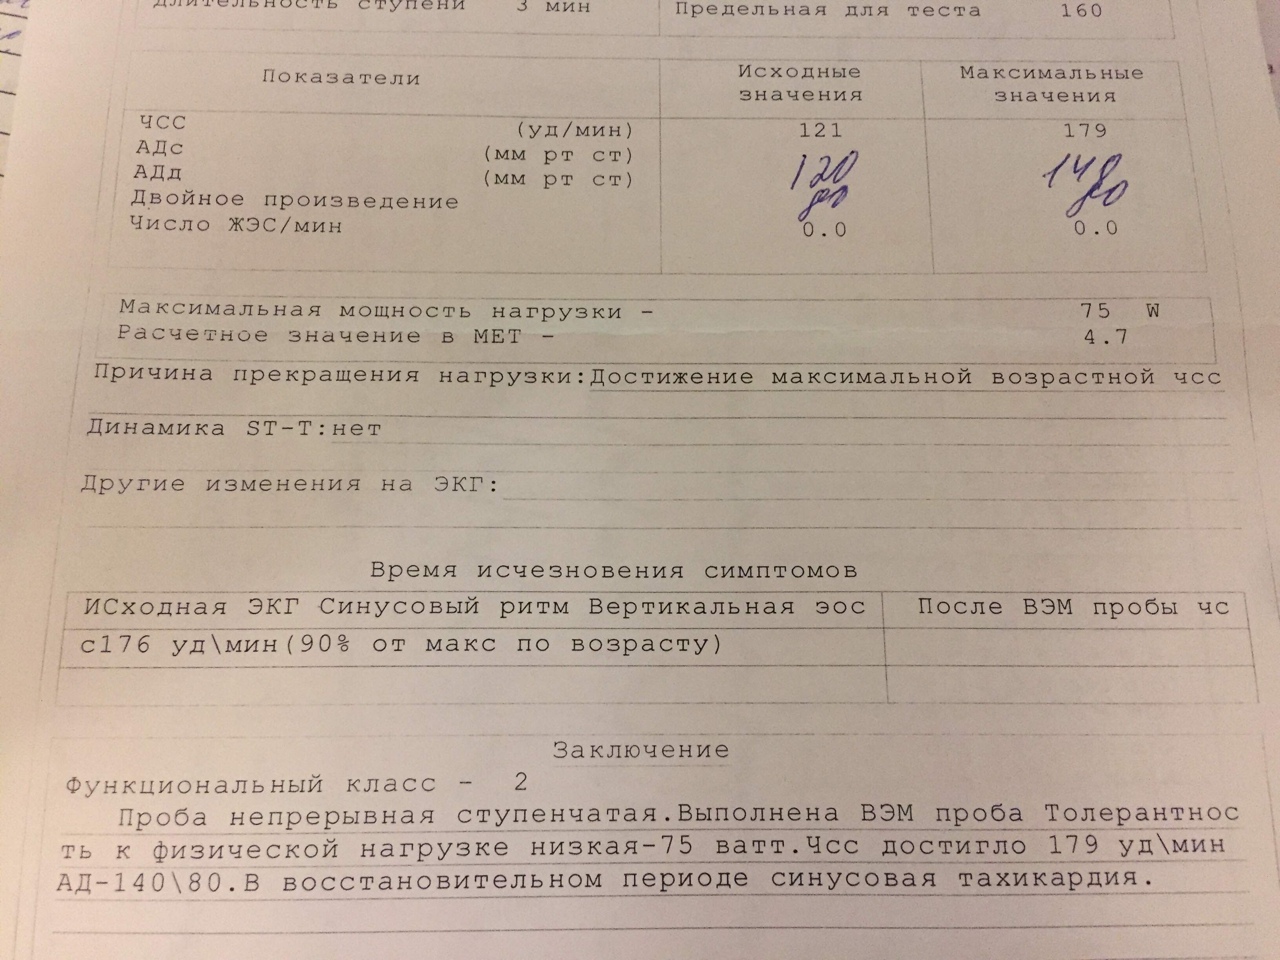 Длительность ступени 3 мин Предельная для теста 160
Показатели Исходные значения Максимальные значения
ЧСС (уд/мин) 121 179
АДс (мм рт ст) 120 140
АДд (мм рт ст) 80 80
Двойное произведение
Число ЖЭС/мин 0.0 0.0
Максимальная мощность нагрузки - 75 W
Расчетное значение в МЕТ - 4.7
Причина прекращения нагрузки:Достижение максимальной возрастной чсс
Динамика ST-T:нет
Другие изменения на ЭКГ:
Время исчезновения симптомов
ИСходная ЭКГ Синусовый ритм Вертикальная эос После ВЭМ пробы чс
с176 уд\мин(90% от макс по возрасту)
Заключение
Функциональный класс - 2
Проба непрерывная ступенчатая.Выполнена ВЭМ проба Толерантнос
ть к физической нагрузке низкая-75 ватт.Чсс достигло 179 уд\мин
АД-140\80.В восстановительном периоде синусовая тахикардия.